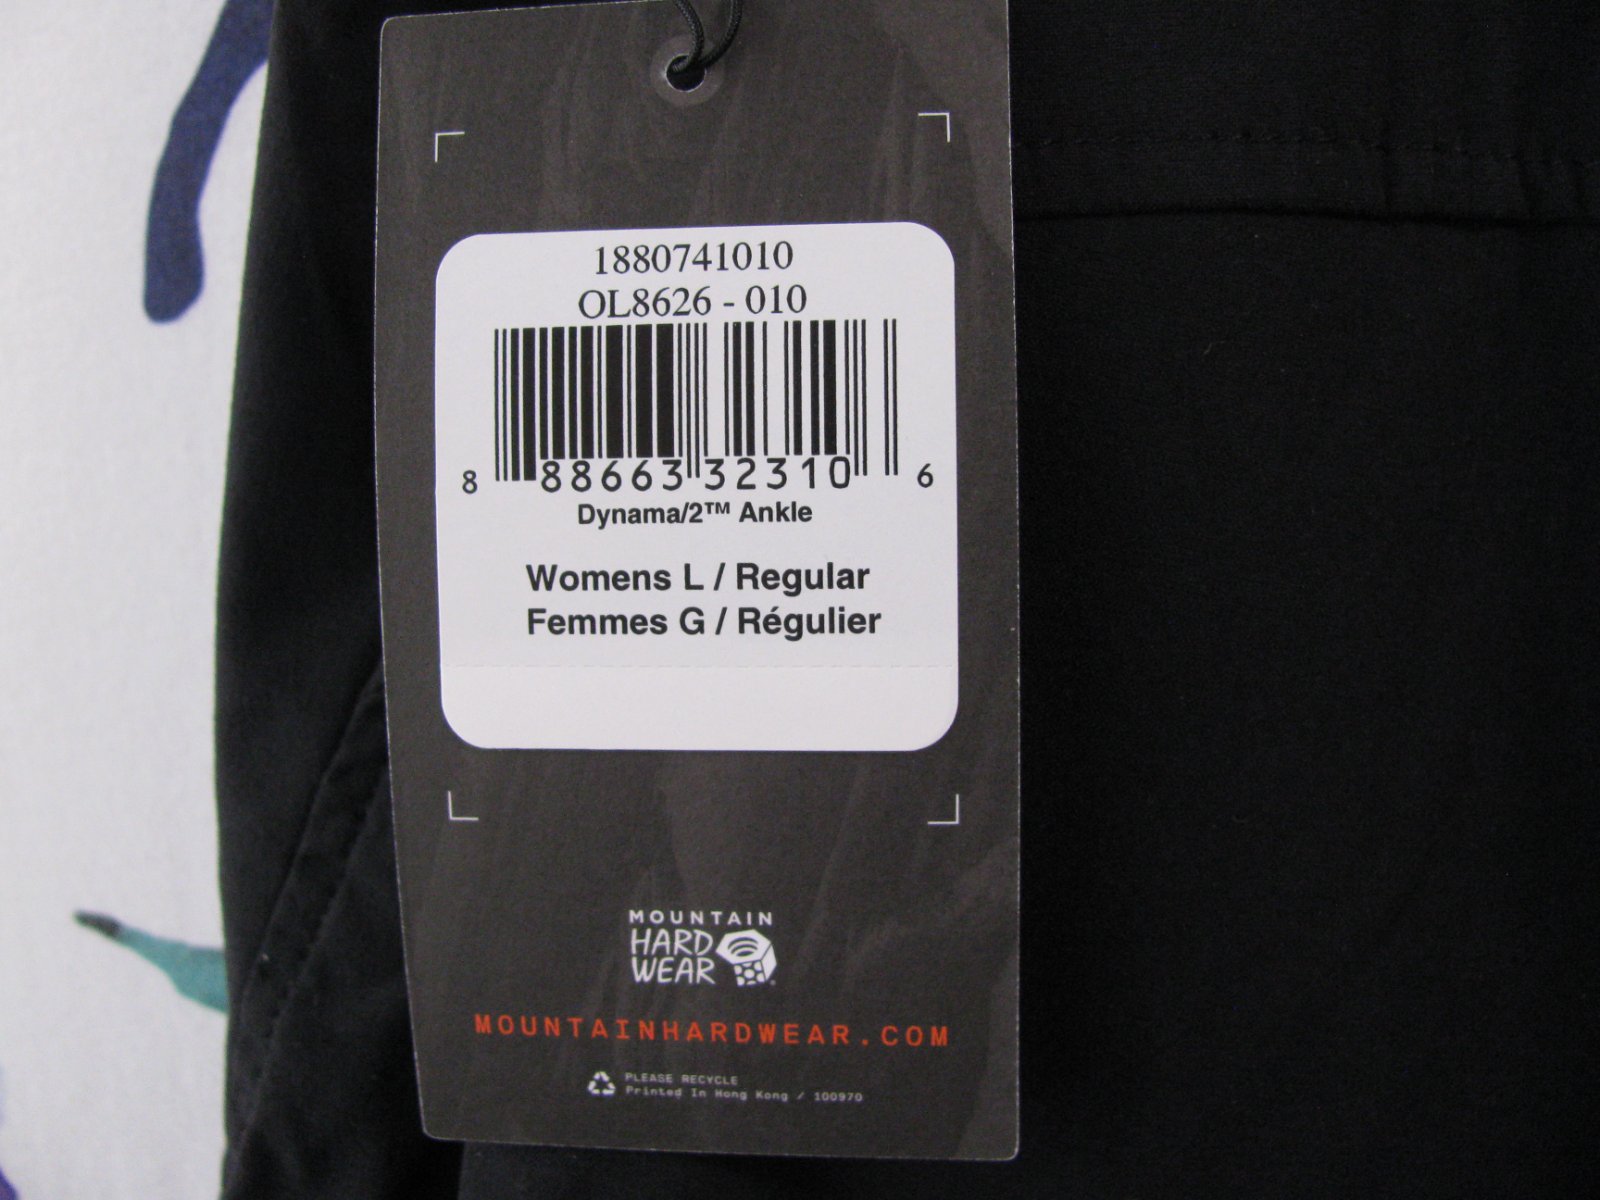 1880741010
OL8626 - 010
8 88663 32310 6
Dynama/2™ Ankle
Womens L / Regular
Femmes G / Régulier
MOUNTAIN
HARD
WEAR
MOUNTAINHARDWEAR.COM
PLEASE RECYCLE
Printed In Hong Kong / 100970